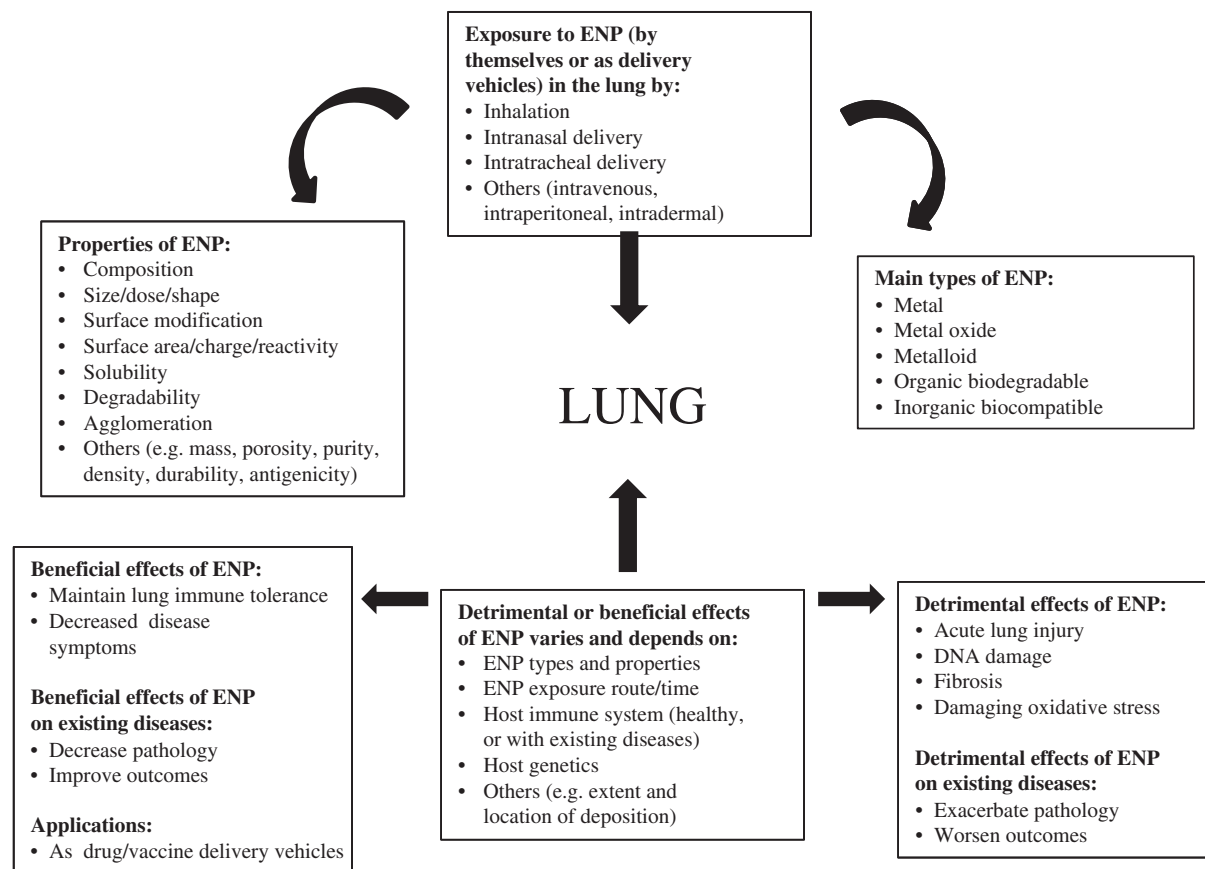 Exposure to ENP (by
themselves or as delivery
vehicles) in the lung by:
• Inhalation
• Intranasal delivery
• Intratracheal delivery
• Others (intravenous,
intraperitoneal, intradermal)
Properties of ENP:
• Composition
• Size/dose/shape
• Surface modification
• Surface area/charge/reactivity
• Solubility
• Degradability
• Agglomeration
• Others (e.g. mass, porosity, purity,
density, durability, antigenicity)
Main types of ENP:
• Metal
• Metal oxide
• Metalloid
• Organic biodegradable
• Inorganic biocompatible
LUNG
Beneficial effects of ENP:
• Maintain lung immune tolerance
• Decreased disease
symptoms
Beneficial effects of ENP
on existing diseases:
• Decrease pathology
• Improve outcomes
Applications:
• As drug/vaccine delivery vehicles
Detrimental or beneficial effects
of ENP varies and depends on:
• ENP types and properties
• ENP exposure route/time
• Host immune system (healthy,
or with existing diseases)
• Host genetics
• Others (e.g. extent and
location of deposition)
Detrimental effects of ENP:
• Acute lung injury
• DNA damage
• Fibrosis
• Damaging oxidative stress
Detrimental effects of ENP
on existing diseases:
• Exacerbate pathology
• Worsen outcomes